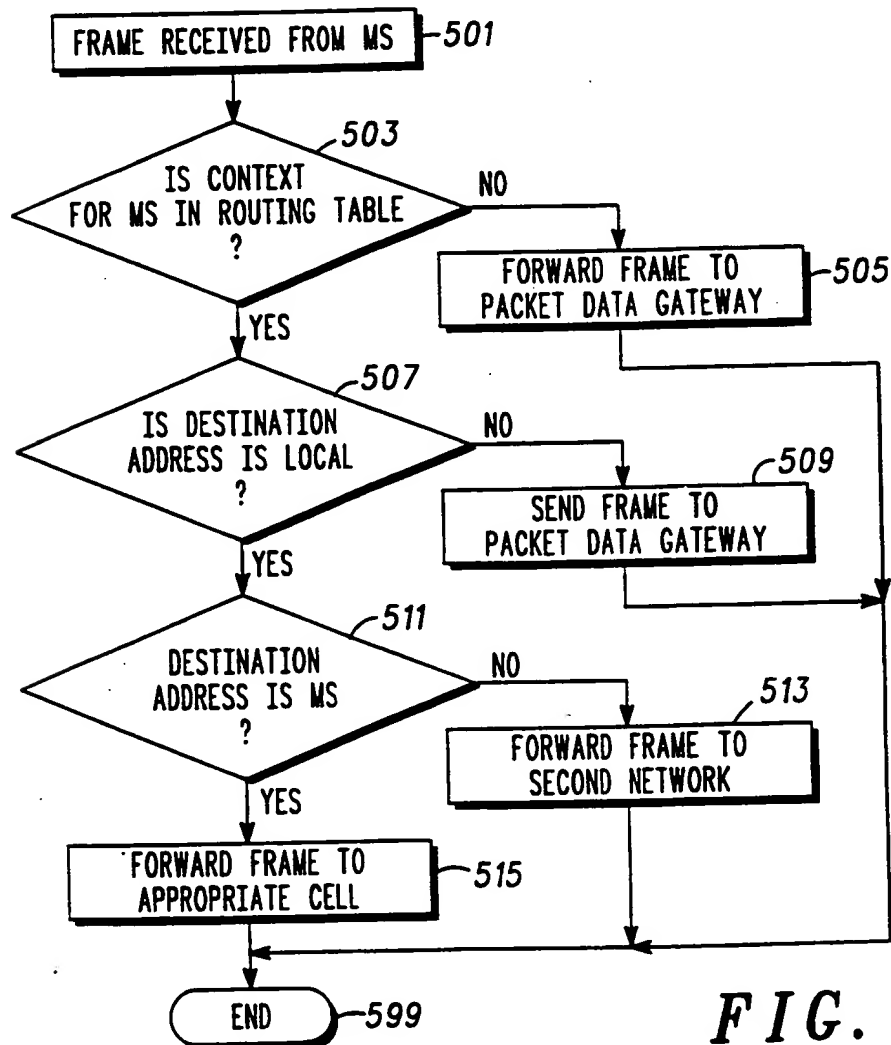 FRAME RECEIVED FROM MS
501
503
IS CONTEXT
FOR MS IN ROUTING TABLE
?
NO
FORWARD FRAME TO
PACKET DATA GATEWAY
505
YES
507
IS DESTINATION
ADDRESS IS LOCAL
?
NO
509
SEND FRAME TO
PACKET DATA GATEWAY
YES
511
DESTINATION
ADDRESS IS MS
?
NO
513
FORWARD FRAME TO
SECOND NETWORK
YES
FORWARD FRAME TO
APPROPRIATE CELL
515
END
599
FIG.